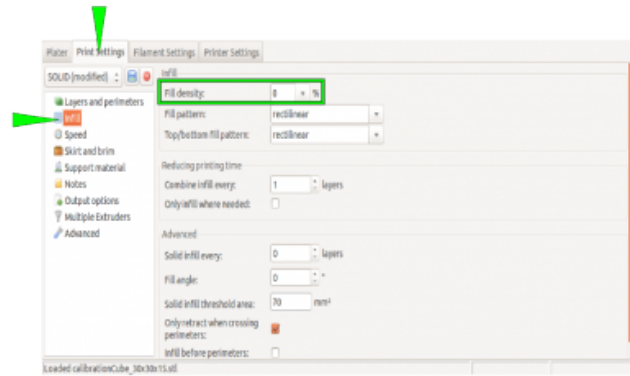 Plater Print Settings Filament Settings Printer Settings
SOLID (modified)
Infill
Fill density: 8 %
Layers and perimeters
Infill
Fill pattern: rectilinear
Speed
Top/bottom fill pattern: rectilinear
Skirt and brim
Support material
Reducing printing time
Notes
Combine infill every: 1 layers
Output options
Only infill where needed:
Multiple Extruders
Advanced
Advanced
Solid infill every: 0 layers
Fill angle: 0 °
Solid infill threshold area: 70 mm²
Only retract when crossing
perimeters:
Infill before perimeters:
Loaded calibrationCube_30x30x15.stl